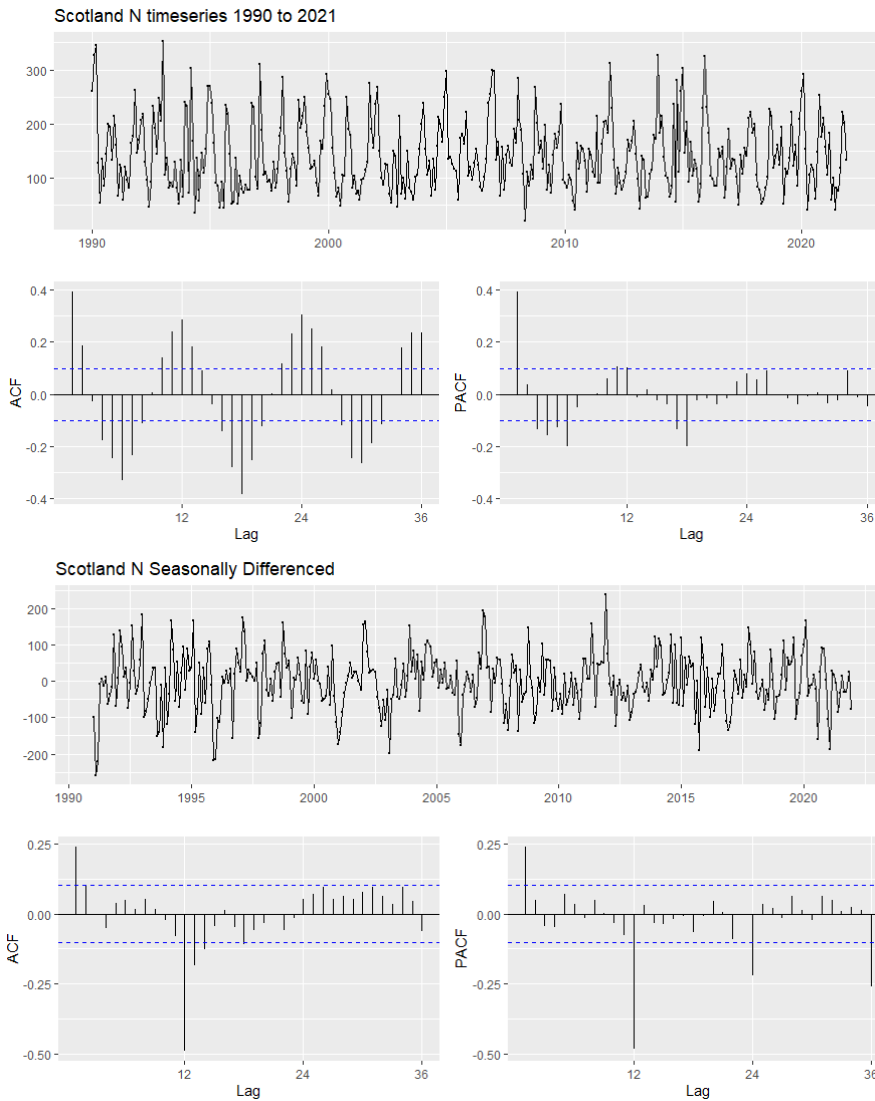 Scotland N timeseries 1990 to 2021
300
200
100
1990 2000 2010 2020
0.4 0.4
0.2 0.2
ACF 0.0 PACF 0.0
-0.2 -0.2
-0.4 -0.4
12 24 36 12 24 36
Lag Lag
Scotland N Seasonally Differenced
200
100
0
-100
-200
1990 1995 2000 2005 2010 2015 2020
0.25 0.25
0.00 0.00
ACF PACF
-0.25 -0.25
-0.50 -0.50
12 24 36 12 24 36
Lag Lag